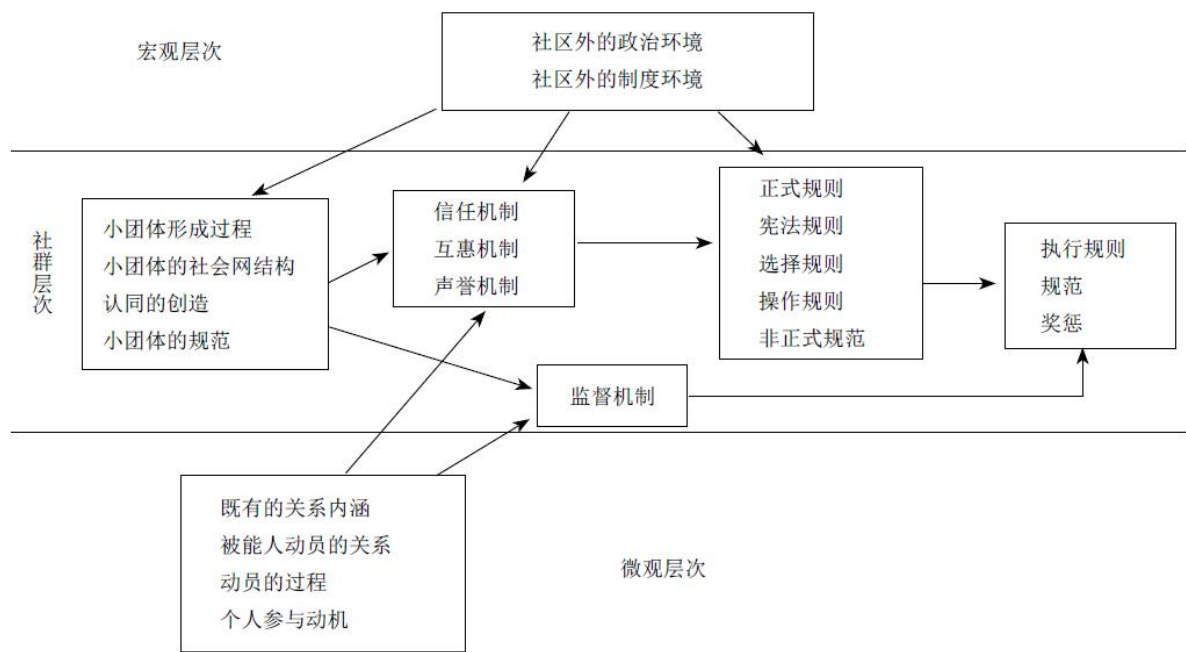 宏观层次
社区外的政治环境
社区外的制度环境
社群层次
小团体形成过程
小团体的社会网结构
认同的创造
小团体的规范
信任机制
互惠机制
声誉机制
正式规则
宪法规则
选择规则
操作规则
非正式规范
执行规则
规范
奖惩
监督机制
既有的关系内涵
被能人动员的关系
动员的过程
个人参与动机
微观层次